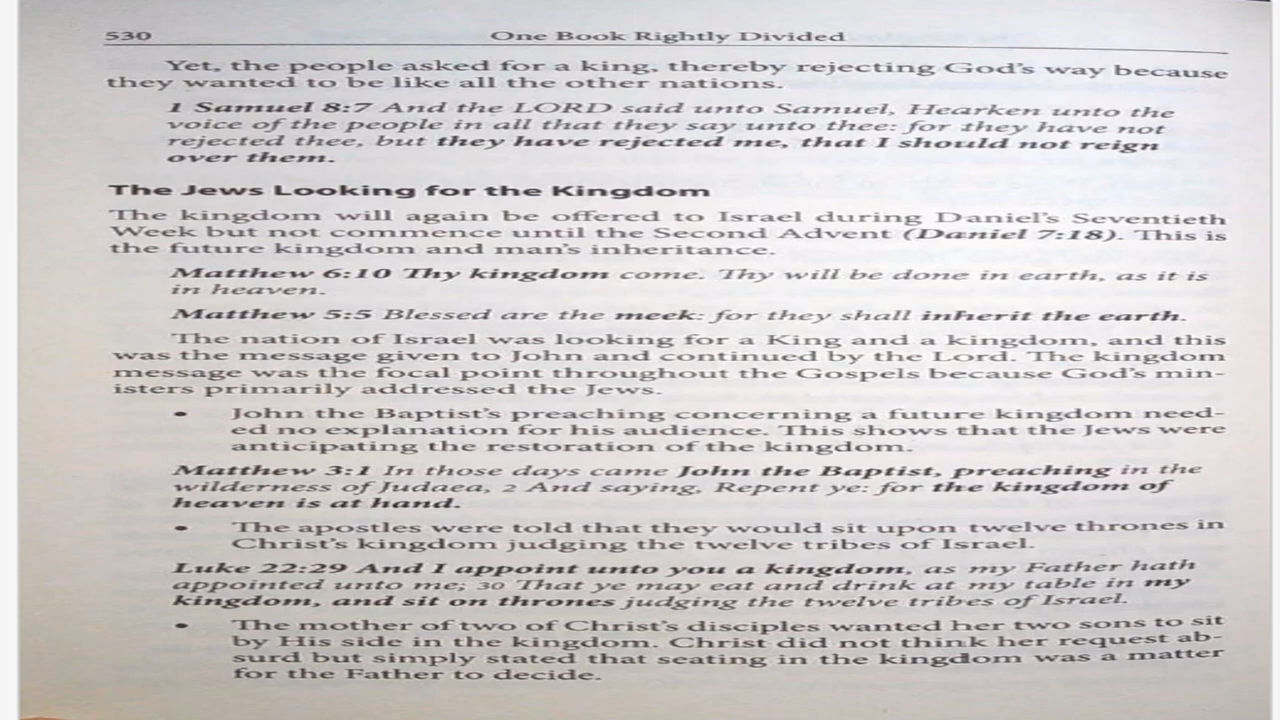 530 One Book Rightly Divided
Yet, the people asked for a king, thereby rejecting God's way because
they wanted to be like all the other nations.
1 Samuel 8:7 And the LORD said unto Samuel, Hearken unto the
voice of the people in all that they say unto thee: for they have not
rejected thee, but they have rejected me, that I should not reign
over them.
The Jews Looking for the Kingdom
The kingdom will again be offered to Israel during Daniel's Seventieth
Week but not commence until the Second Advent (Daniel 7:18). This is
the future kingdom and man's inheritance.
Matthew 6:10 Thy kingdom come. Thy will be done in earth, as it is
in heaven.
Matthew 5:5 Blessed are the meek: for they shall inherit the earth.
The nation of Israel was looking for a King and a kingdom, and this
was the message given to John and continued by the Lord. The kingdom
message was the focal point throughout the Gospels because God's min-
isters primarily addressed the Jews.
• John the Baptist's preaching concerning a future kingdom need-
ed no explanation for his audience. This shows that the Jews were
anticipating the restoration of the kingdom.
Matthew 3:1 In those days came John the Baptist, preaching in the
wilderness of Judaea, 2 And saying, Repent ye: for the kingdom of
heaven is at hand.
• The apostles were told that they would sit upon twelve thrones in
Christ's kingdom judging the twelve tribes of Israel.
Luke 22:29 And I appoint unto you a kingdom, as my Father hath
appointed unto me; 30 That ye may eat and drink at my table in my
kingdom, and sit on thrones judging the twelve tribes of Israel.
• The mother of two of Christ's disciples wanted her two sons to sit
by His side in the kingdom. Christ did not think her request ab-
surd but simply stated that seating in the kingdom was a matter
for the Father to decide.